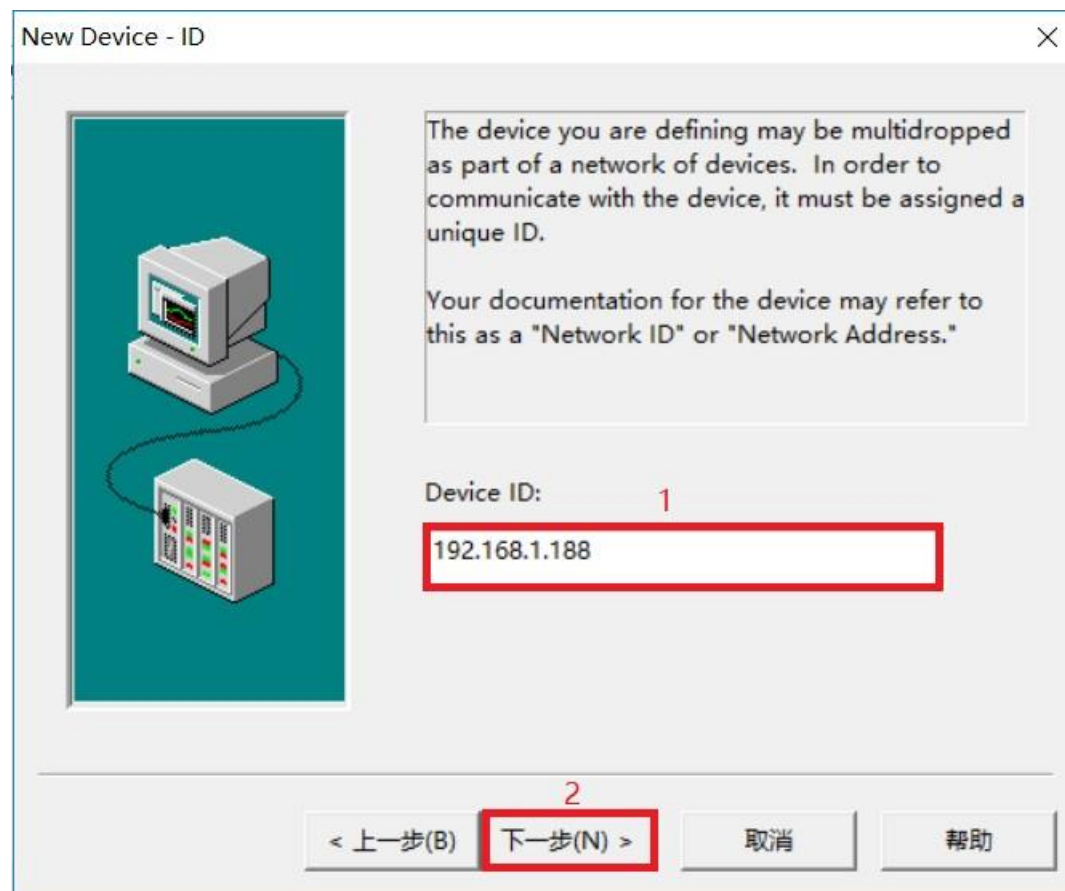 New Device - ID
The device you are defining may be multidropped
as part of a network of devices.  In order to
communicate with the device, it must be assigned a
unique ID.
Your documentation for the device may refer to
this as a "Network ID" or "Network Address."
Device ID:
1
192.168.1.188
2
< 上一步(B)
下一步(N) >
取消
帮助